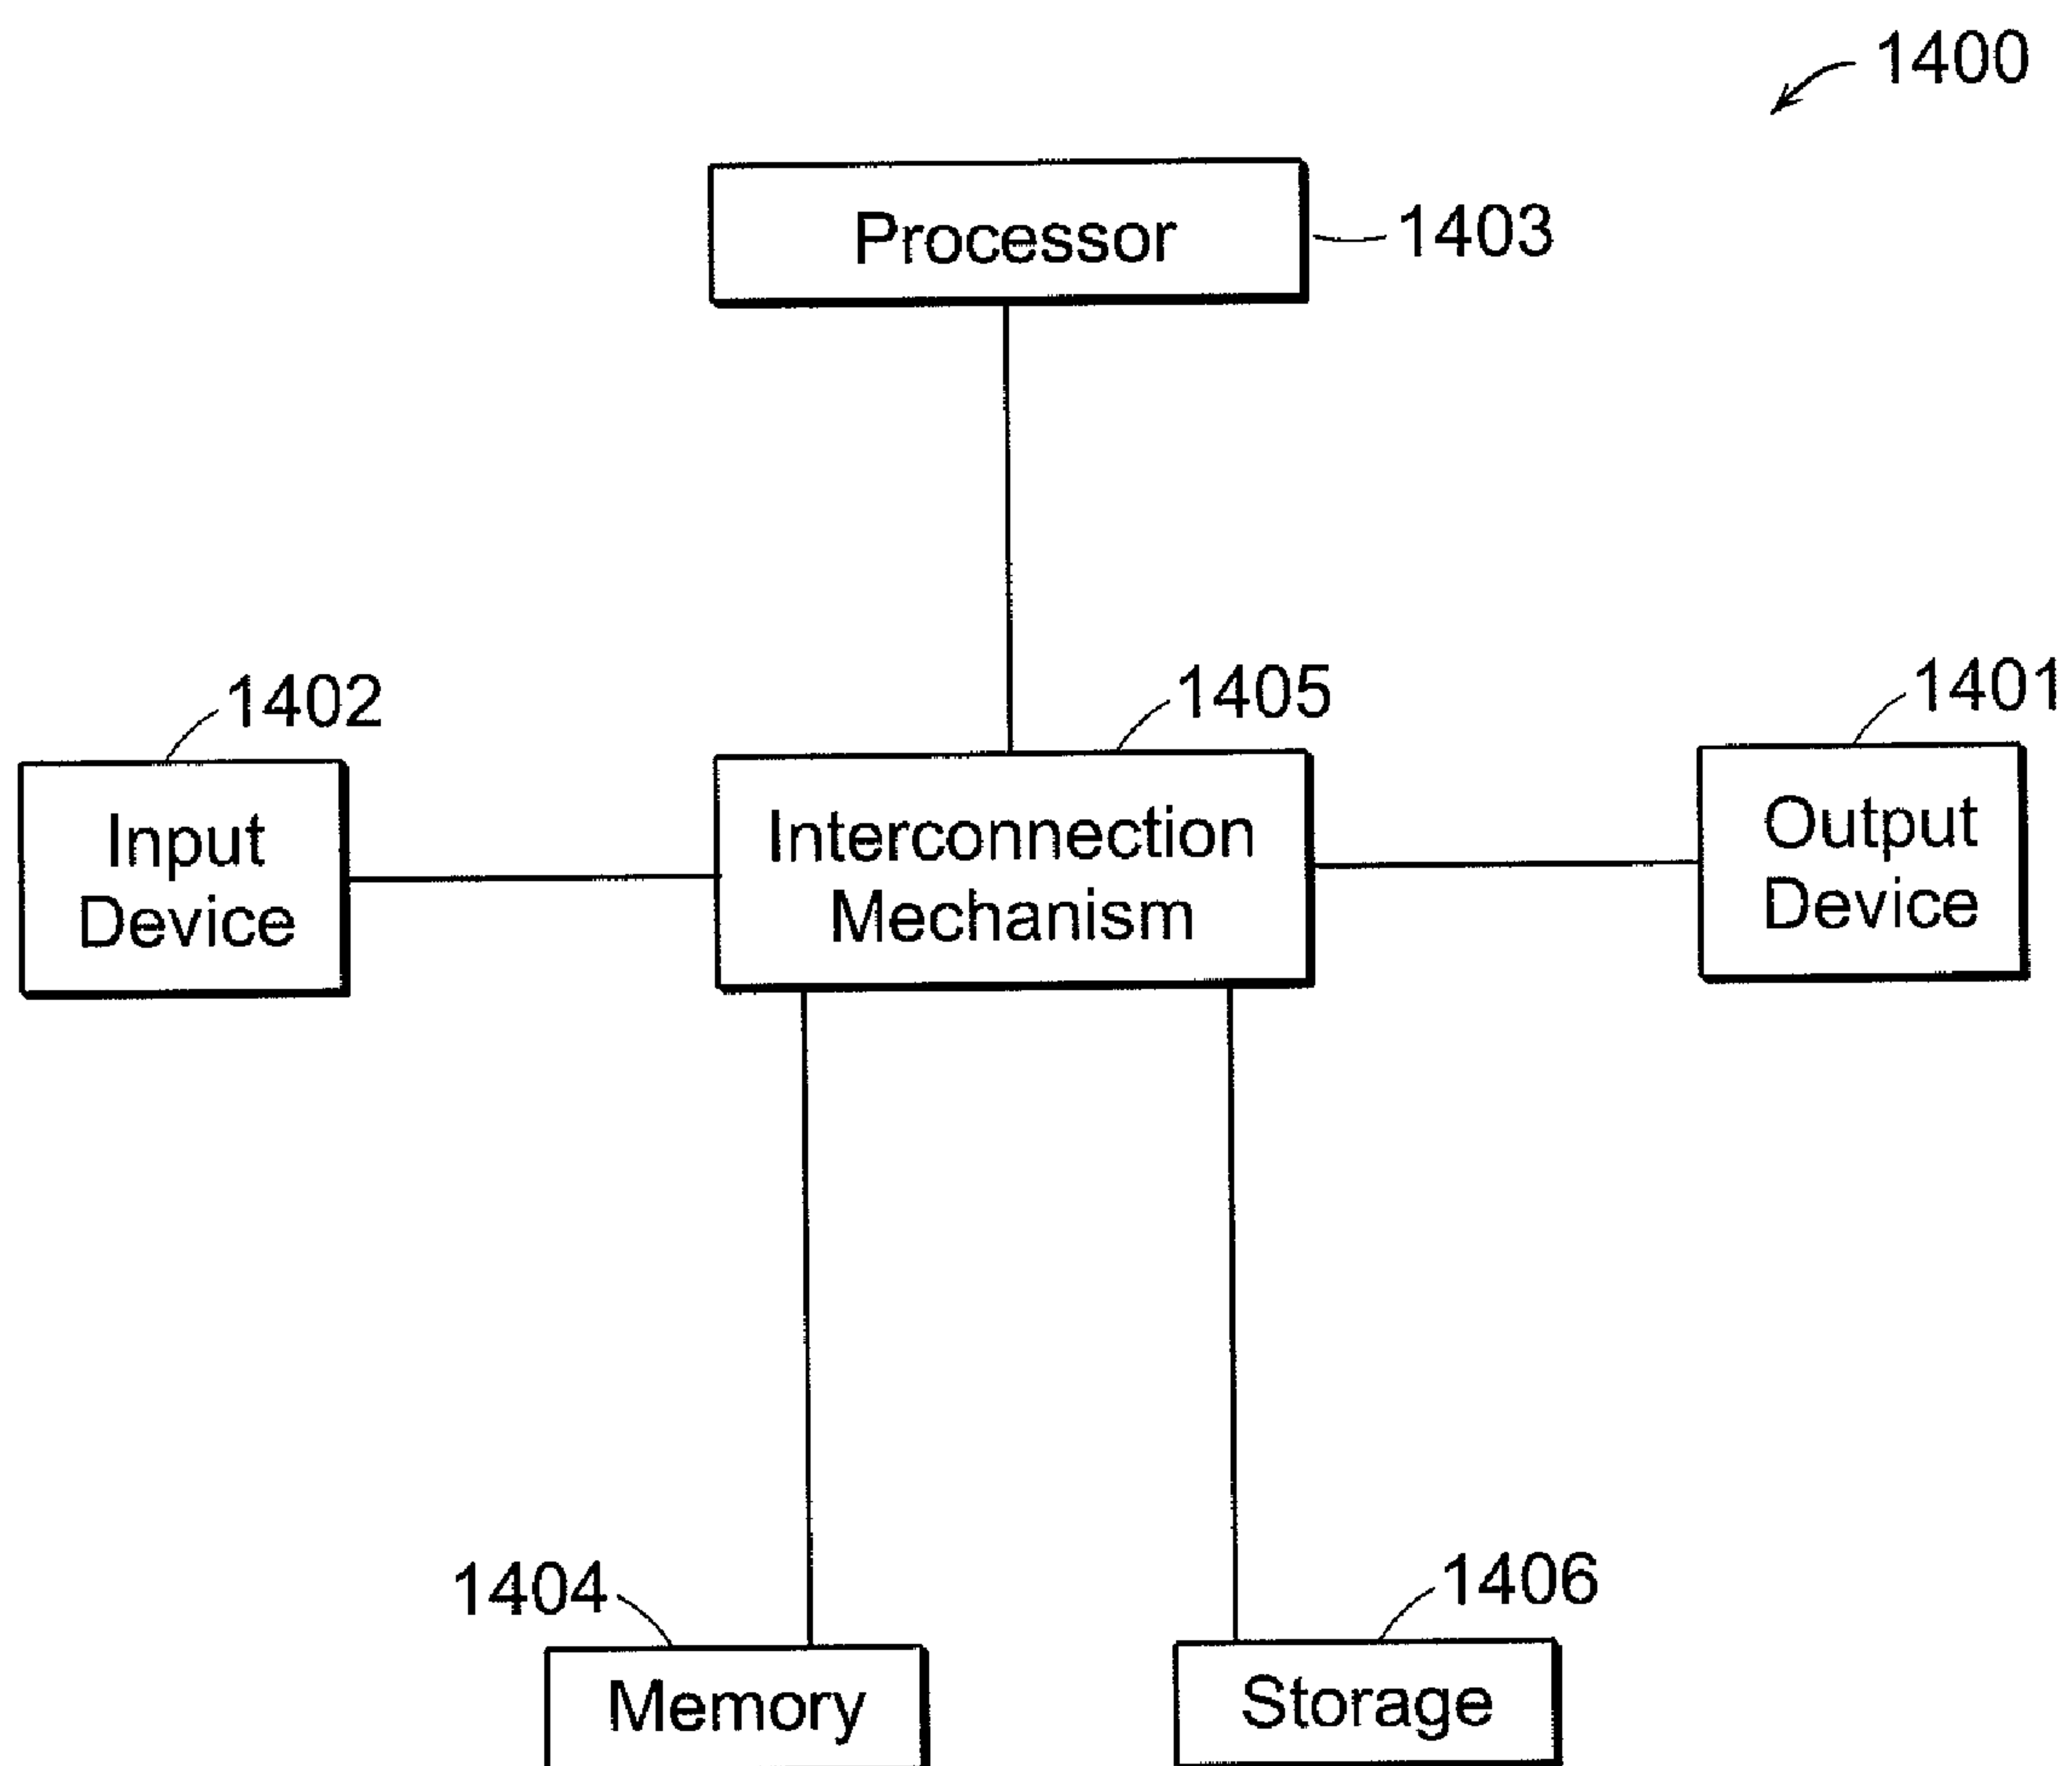 1400
Processor
1403
1402
1405
1401
Input
Device
Interconnection
Mechanism
Output
Device
1404
1406
Memory
Storage